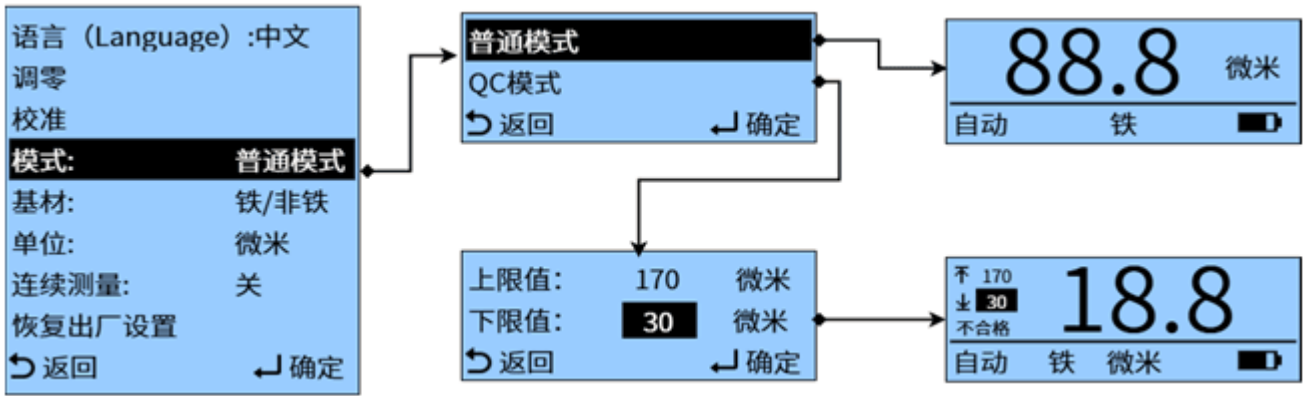 语言（Language）:中文
调零
校准
模式: 普通模式
基材: 铁/非铁
单位: 微米
连续测量: 关
恢复出厂设置
返回 确定
普通模式
QC模式
返回 确定
88.8 微米
自动 铁
上限值: 170 微米
下限值: 30 微米
返回 确定
170
30
不合格
18.8
自动 铁 微米